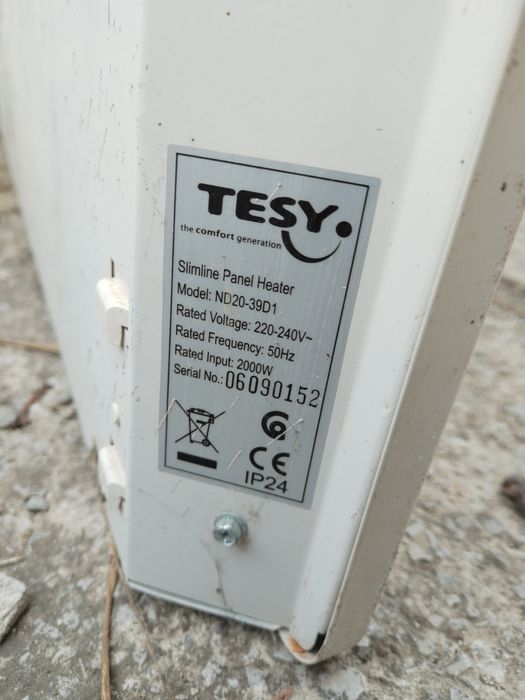 TESY
the comfort generation
Slimline Panel Heater
Model: ND20-39D1
Rated Voltage: 220-240V~
Rated Frequency: 50Hz
Rated Input: 2000W
Serial No.: 06090152
CE
IP24